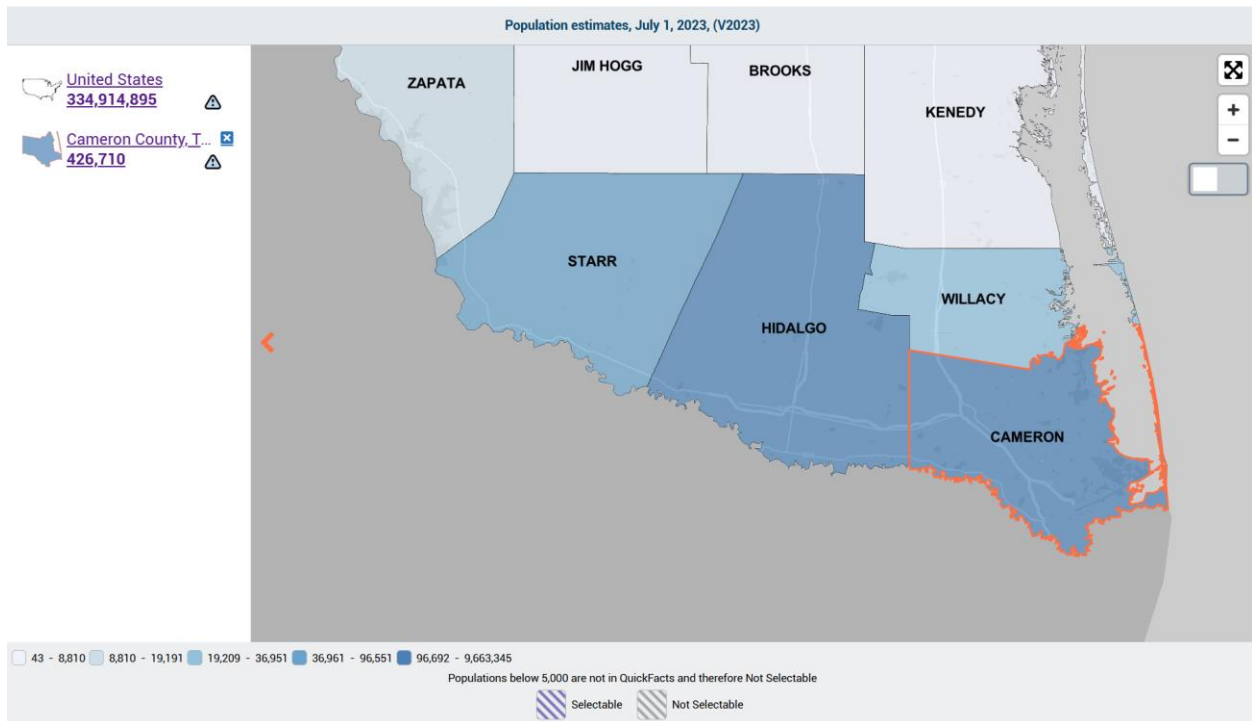 Population estimates, July 1, 2023, (V2023)
United States
334,914,895
Cameron County, T...
426,710
ZAPATA
JIM HOGG
BROOKS
KENEDY
STARR
HIDALGO
WILLACY
CAMERON
+
−
43 - 8,810 8,810 - 19,191 19,209 - 36,951 36,961 - 96,551 96,692 - 9,663,345
Populations below 5,000 are not in QuickFacts and therefore Not Selectable
Selectable Not Selectable